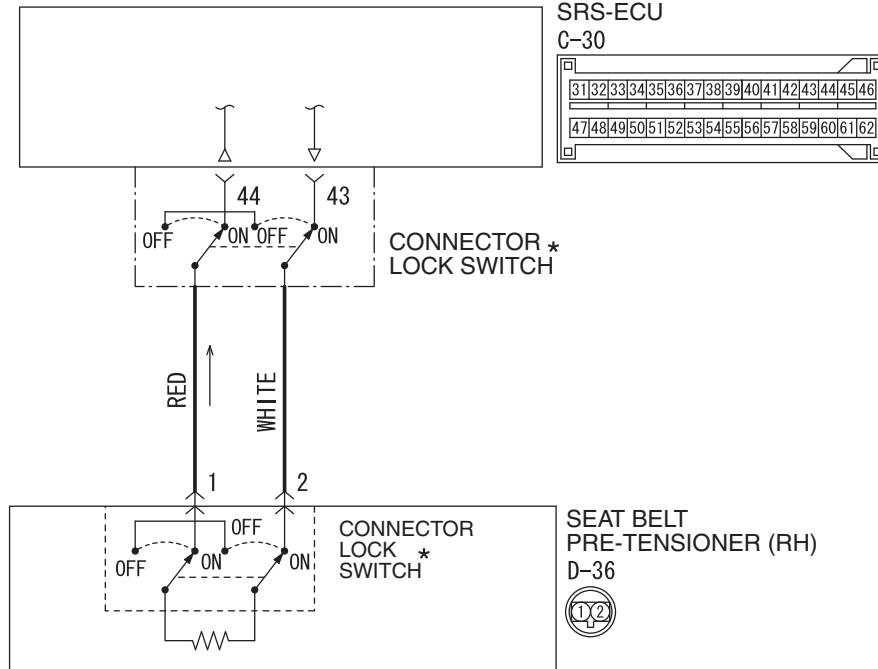 SRS-ECU
C-30
31 32 33 34 35 36 37 38 39 40 41 42 43 44 45 46
47 48 49 50 51 52 53 54 55 56 57 58 59 60 61 62
44
43
OFF
ON
OFF
ON
CONNECTOR *
LOCK SWITCH
RED
WHITE
1
2
OFF
ON
OFF
ON
CONNECTOR
LOCK *
SWITCH
SEAT BELT
PRE-TENSIONER (RH)
D-36
1 2